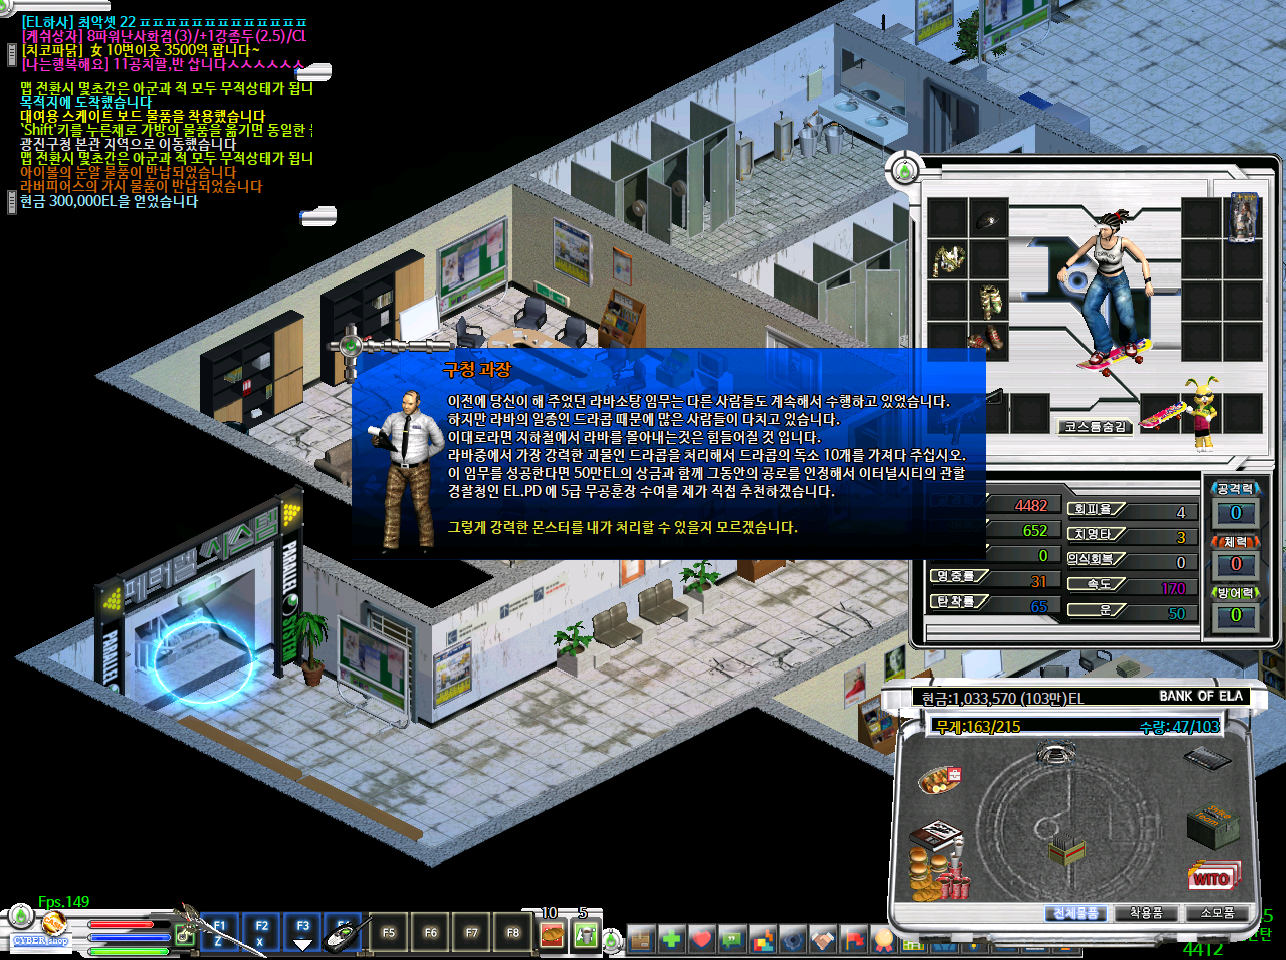 [EL하사] 최악셋 22 ㅍㅍㅍㅍㅍㅍㅍㅍㅍㅍㅍㅍㅍ
[케쉬상자] 8파워난사화겸(3)/+1강좀두(2.5)/CL
[치코파닭] 女 10변이옷 3500억 팝니다~
[나는행복해요] 11공치팔,반 삽니다ㅅㅅㅅㅅㅅㅅ
맵 전환시 몇초간은 아군과 적 모두 무적상태가 됩니
목적지에 도착했습니다
대여용 스케이트 보드 물품을 착용했습니다
'Shift'키를 누른채로 가방의 물품을 옮기면 동일한
광진구청 본관 지역으로 이동했습니다
맵 전환시 몇초간은 아군과 적 모두 무적상태가 됩니
아이볼의 눈알 물품이 반납되었습니다
라버피어스의 가시 물품이 반납되었습니다
현금 300,000EL을 얻었습니다
구청 과장
이전에 당신이 해 주었던 라바소탕 임무는 다른 사람들도 계속해서 수행하고 있었습니다.
하지만 라바의 일종인 드라콥 때문에 많은 사람들이 다치고 있습니다.
이대로라면 지하철에서 라바를 몰아내는것은 힘들어질 것 입니다.
라바중에서 가장 강력한 괴물인 드라콥을 처리해서 드라콥의 독소 10개를 가져다 주십시오.
이 임무를 성공한다면 50만EL의 상금과 함께 그동안의 공로를 인정해서 이터널시티의 관할
경찰청인 EL.PD 에 5급 무공훈장 수여를 제가 직접 추천하겠습니다.
그렇게 강력한 몬스터를 내가 처리할 수 있을지 모르겠습니다.
코스튬숨김
4482
652
0
명중률 31
탄착률 65
회피율 4
치명타 3
의식회복 0
속도 170
운 50
공격력
0
체력
0
방어력
0
패러렐 시스템
PARALLEL
PARALLEL SYSTEM
현금:1,033,570 (103만)EL BANK OF ELA
무게:163/215 수량:47/103
WITO
전체물품 착용품 소모품
Fps.149
CYBER shop
F1 F2 F3 F4 F5 F6 F7 F8
Z X
10 5
탄
4412